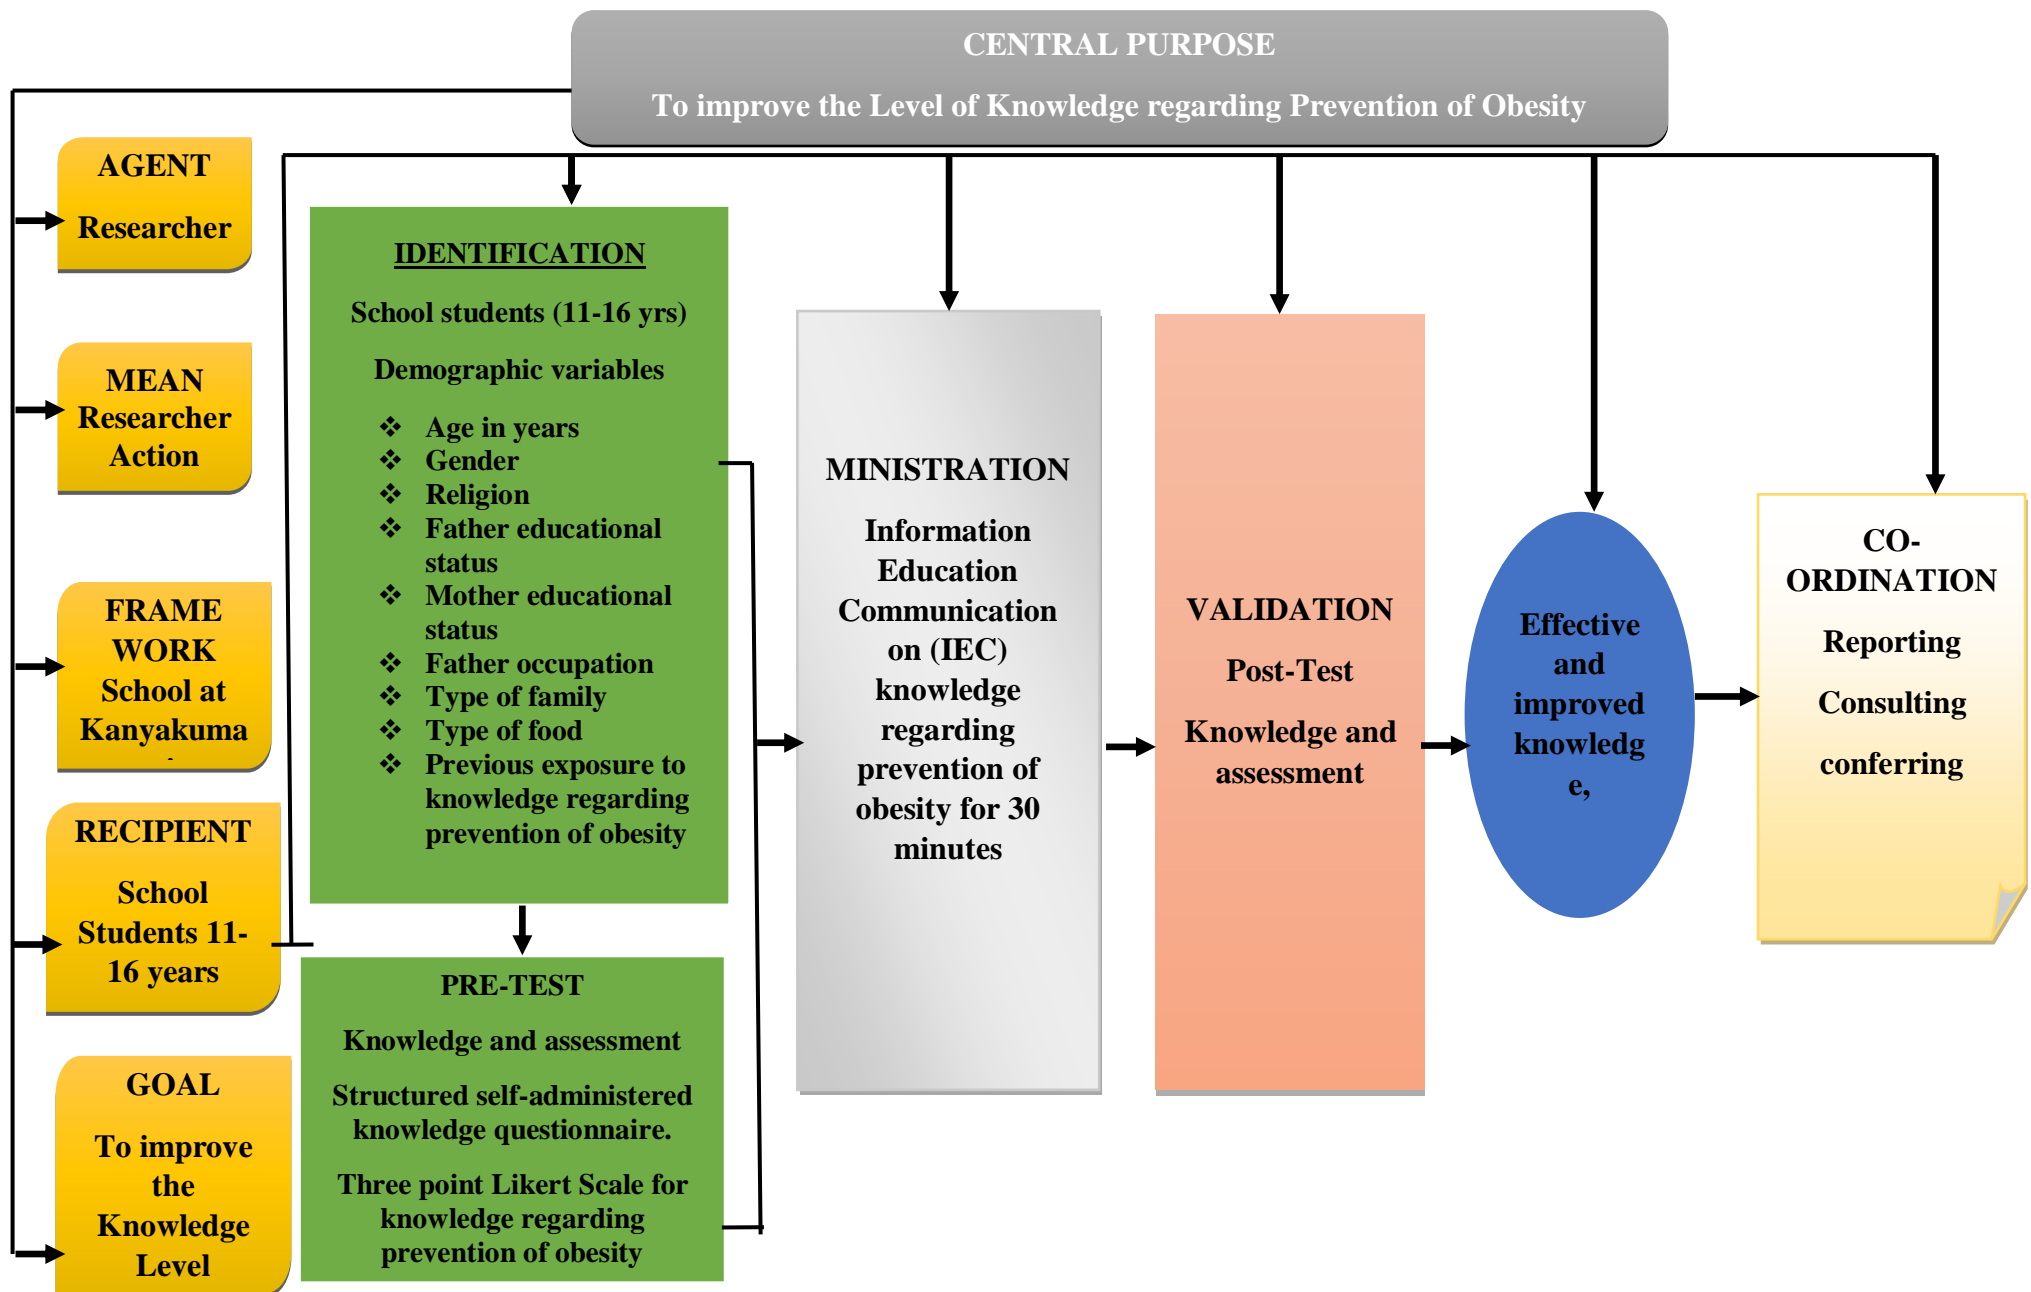 CENTRAL PURPOSE
To improve the Level of Knowledge regarding Prevention of Obesity
AGENT
Researcher
MEAN
Researcher
Action
FRAME
WORK
School at
Kanyakuma
RECIPIENT
School
Students 11-
16 years
GOAL
To improve
the
Knowledge
Level
IDENTIFICATION
School students (11-16 yrs)
Demographic variables
❖ Age in years
❖ Gender
❖ Religion
❖ Father educational
status
❖ Mother educational
status
❖ Father occupation
❖ Type of family
❖ Type of food
❖ Previous exposure to
knowledge regarding
prevention of obesity
PRE-TEST
Knowledge and assessment
Structured self-administered
knowledge questionnaire.
Three point Likert Scale for
knowledge regarding
prevention of obesity
MINISTRATION
Information
Education
Communication
on (IEC)
knowledge
regarding
prevention of
obesity for 30
minutes
VALIDATION
Post-Test
Knowledge and
assessment
Effective
and
improved
knowledg
e,
CO-
ORDINATION
Reporting
Consulting
conferring